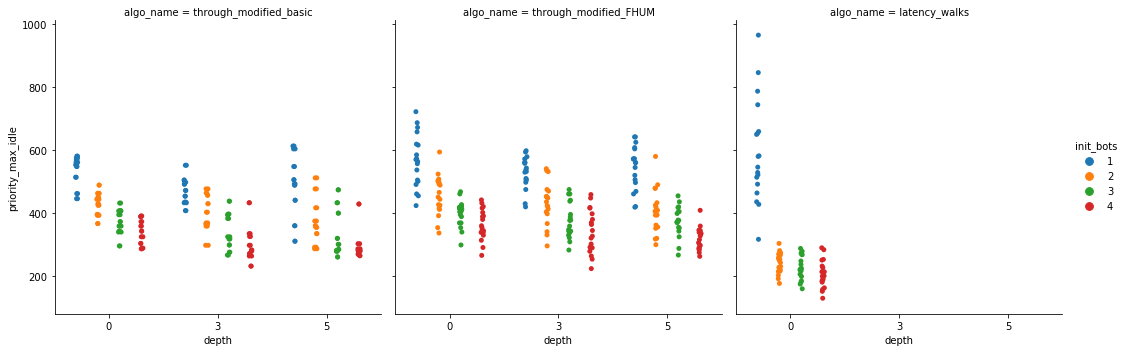 algo_name = through_modified_basic
algo_name = through_modified_FHUM
algo_name = latency_walks
priority_max_idle
1000
800
600
400
200
0 3 5
0 3 5
0 3 5
depth
depth
depth
init_bots
1
2
3
4